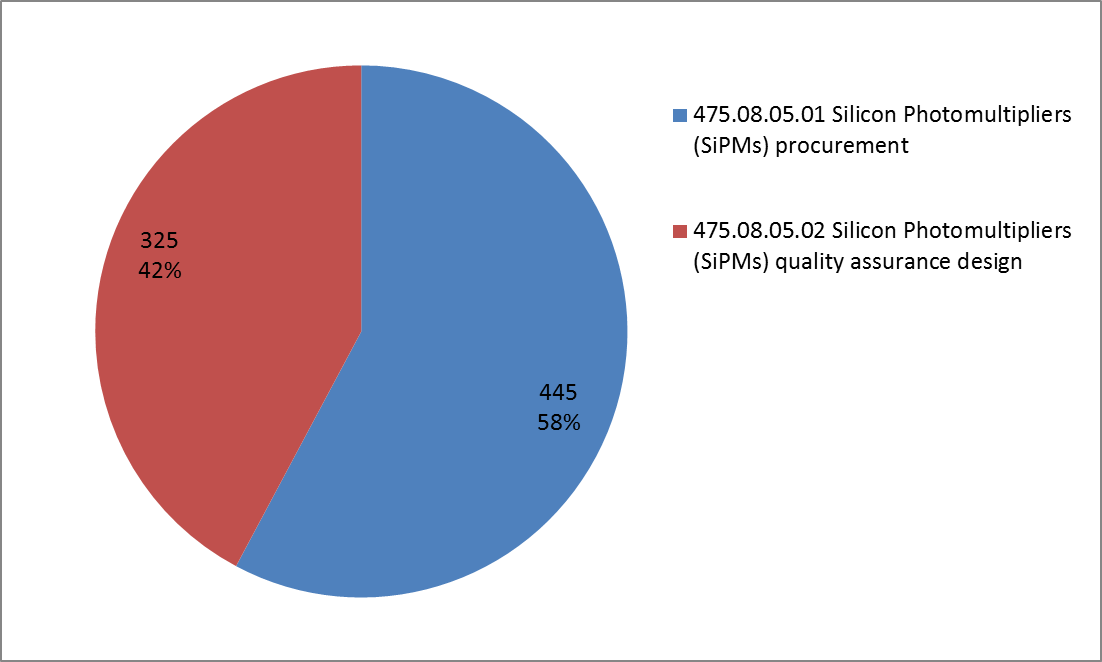 475.08.05.01 Silicon Photomultipliers
(SiPMs) procurement
475.08.05.02 Silicon Photomultipliers
(SiPMs) quality assurance design
325
42%
445
58%